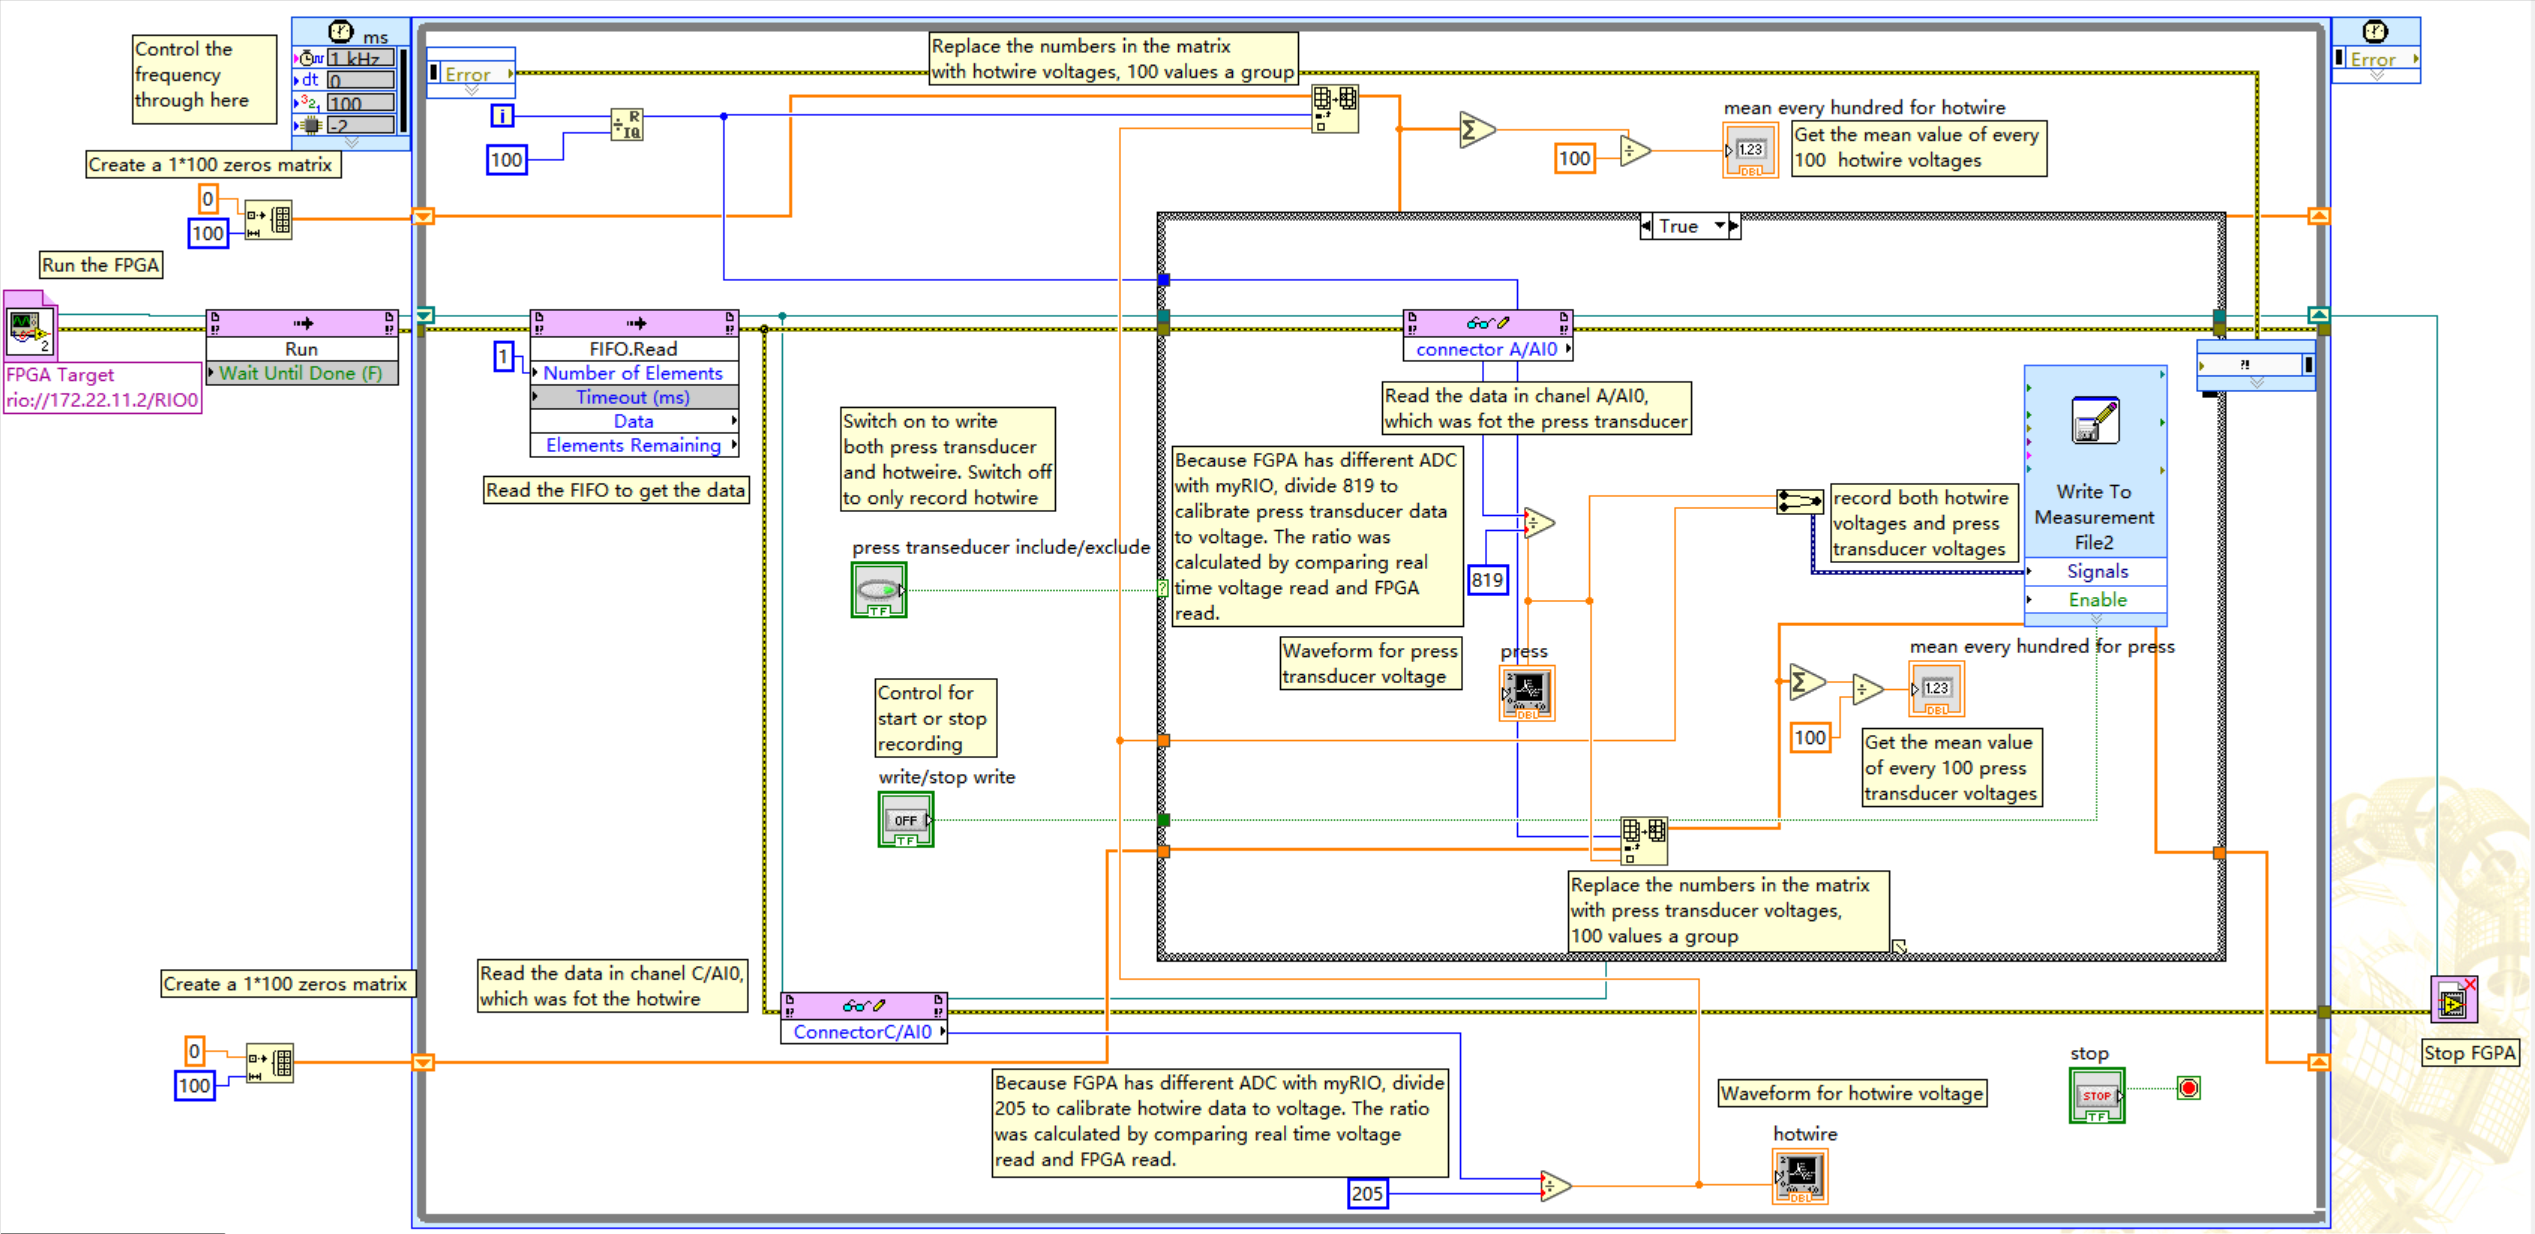 Control the
frequency
through here
ms
1 kHz
dt
0
100
-2
Error
Replace the numbers in the matrix
with hotwire voltages, 100 values a group
Error
i
R
IQ
100
mean every hundred for hotwire
Get the mean value of every
100 hotwire voltages
100
1.23
DBL
Create a 1*100 zeros matrix
0
100
True
Run the FPGA
2
FPGA Target
rio://172.22.11.2/RIO0
Run
Wait Until Done (F)
1
FIFO.Read
Number of Elements
Timeout (ms)
Data
Elements Remaining
Read the FIFO to get the data
connector A/AI0
Read the data in chanel A/AI0,
which was fot the press transducer
Switch on to write
both press transducer
and hotweire. Switch off
to only record hotwire
Because FGPA has different ADC
with myRIO, divide 819 to
calibrate press transducer data
to voltage. The ratio was
calculated by comparing real
time voltage read and FPGA
read.
819
record both hotwire
voltages and press
transducer voltages
Write To
Measurement
File2
Signals
Enable
press transeducer include/exclude
TF
Waveform for press
transducer voltage
press
DBL
mean every hundred for press
1.23
DBL
100
Get the mean value
of every 100 press
transducer voltages
Control for
start or stop
recording
write/stop write
OFF
TF
Replace the numbers in the matrix
with press transducer voltages,
100 values a group
Create a 1*100 zeros matrix
0
100
Read the data in chanel C/AI0,
which was fot the hotwire
ConnectorC/AI0
Because FGPA has different ADC with myRIO, divide
205 to calibrate hotwire data to voltage. The ratio
was calculated by comparing real time voltage
read and FPGA read.
205
Waveform for hotwire voltage
hotwire
DBL
stop
STOP
TF
Stop FGPA